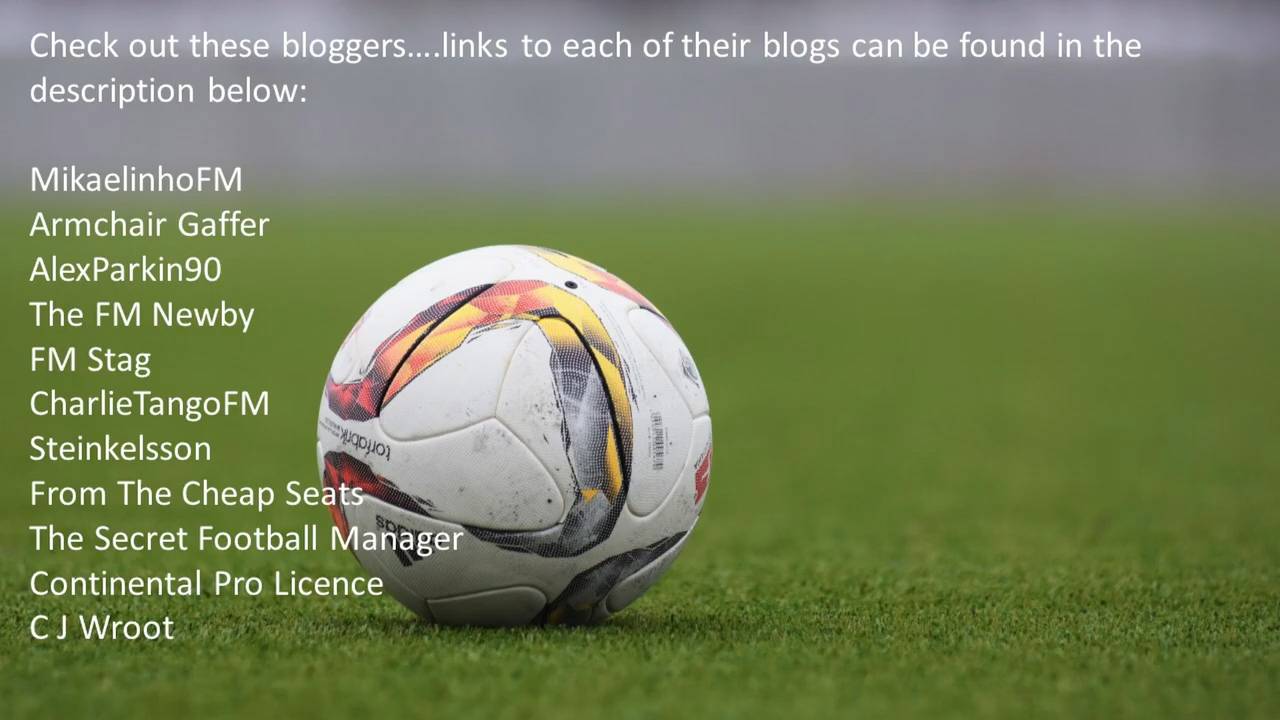 Check out these bloggers....links to each of their blogs can be found in the
description below:
MikaelinhoFM
Armchair Gaffer
AlexParkin90
The FM Newby
FM Stag
CharlieTangoFM
Steinkelsson
From The Cheap Seats
The Secret Football Manager
Continental Pro Licence
C J Wroot
torfabrik
adidas